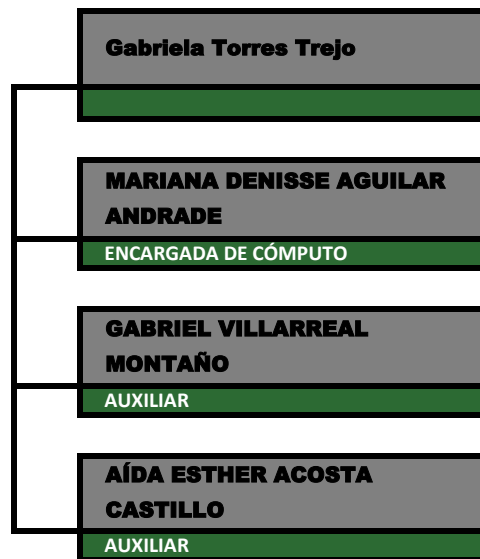 Gabriela Torres Trejo
MARIANA DENISSE AGUILAR
ANDRADE
ENCARGADA DE CÓMPUTO
GABRIEL VILLARREAL
MONTAÑO
AUXILIAR
AÍDA ESTHER ACOSTA
CASTILLO
AUXILIAR